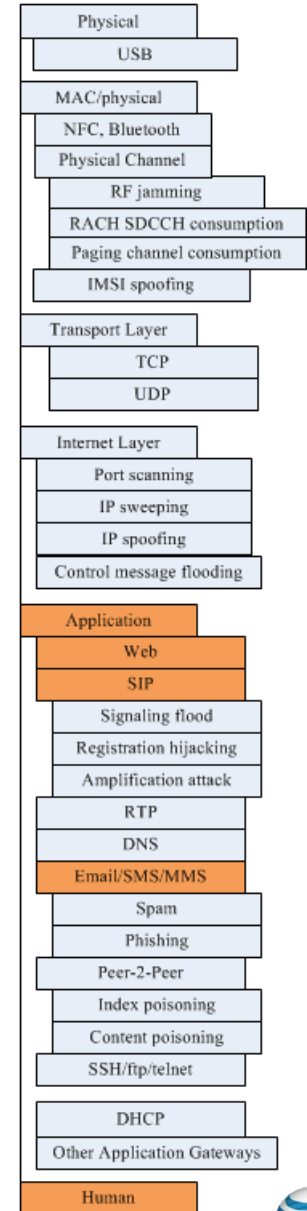 Physical
USB
MAC/physical
NFC, Bluetooth
Physical Channel
RF jamming
RACH SDCCH consumption
Paging channel consumption
IMSI spoofing
Transport Layer
TCP
UDP
Internet Layer
Port scanning
IP sweeping
IP spoofing
Control message flooding
Application
Web
SIP
Signaling flood
Registration hijacking
Amplification attack
RTP
DNS
Email/SMS/MMS
Spam
Phishing
Peer-2-Peer
Index poisoning
Content poisoning
SSH/ftp/telnet
DHCP
Other Application Gateways
Human